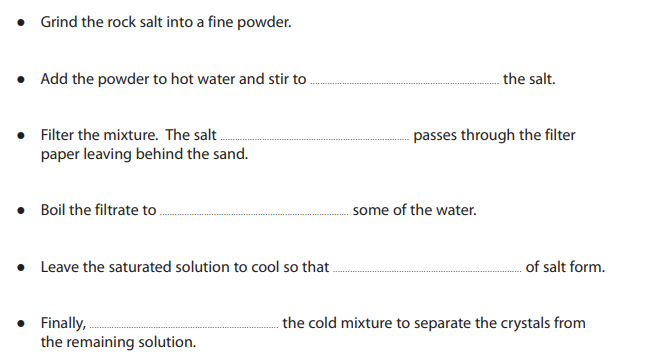 ● Grind the rock salt into a fine powder.
● Add the powder to hot water and stir to ........................................ the salt.
● Filter the mixture. The salt ........................................ passes through the filter
paper leaving behind the sand.
● Boil the filtrate to ........................................ some of the water.
● Leave the saturated solution to cool so that ........................................ of salt form.
● Finally, ........................................ the cold mixture to separate the crystals from
the remaining solution.